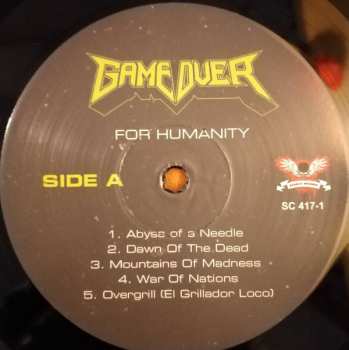 GAME OVER
FOR HUMANITY
SIDE A
SC 417-1
1. Abyss of a Needle
2. Dawn Of The Dead
3. Mountains Of Madness
4. War Of Nations
5. Overgrill (El Grillador Loco)